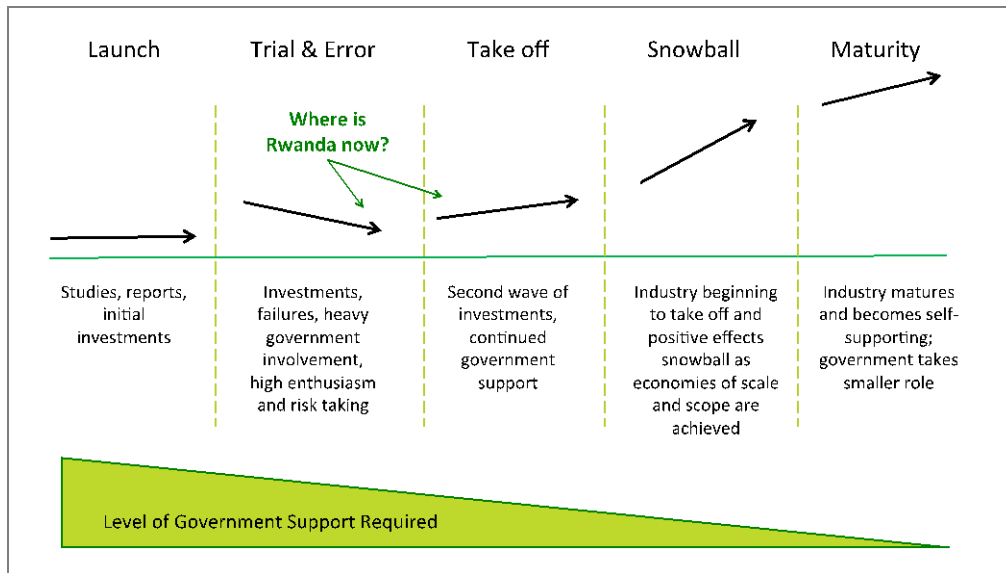 Launch
Trial & Error
Take off
Snowball
Maturity
Where is
Rwanda now?
Studies, reports,
initial
investments
Investments,
failures, heavy
government
involvement,
high enthusiasm
and risk taking
Second wave of
investments,
continued
government
support
Industry beginning
to take off and
positive effects
snowball as
economies of scale
and scope are
achieved
Industry matures
and becomes self-
supporting;
government takes
smaller role
Level of Government Support Required